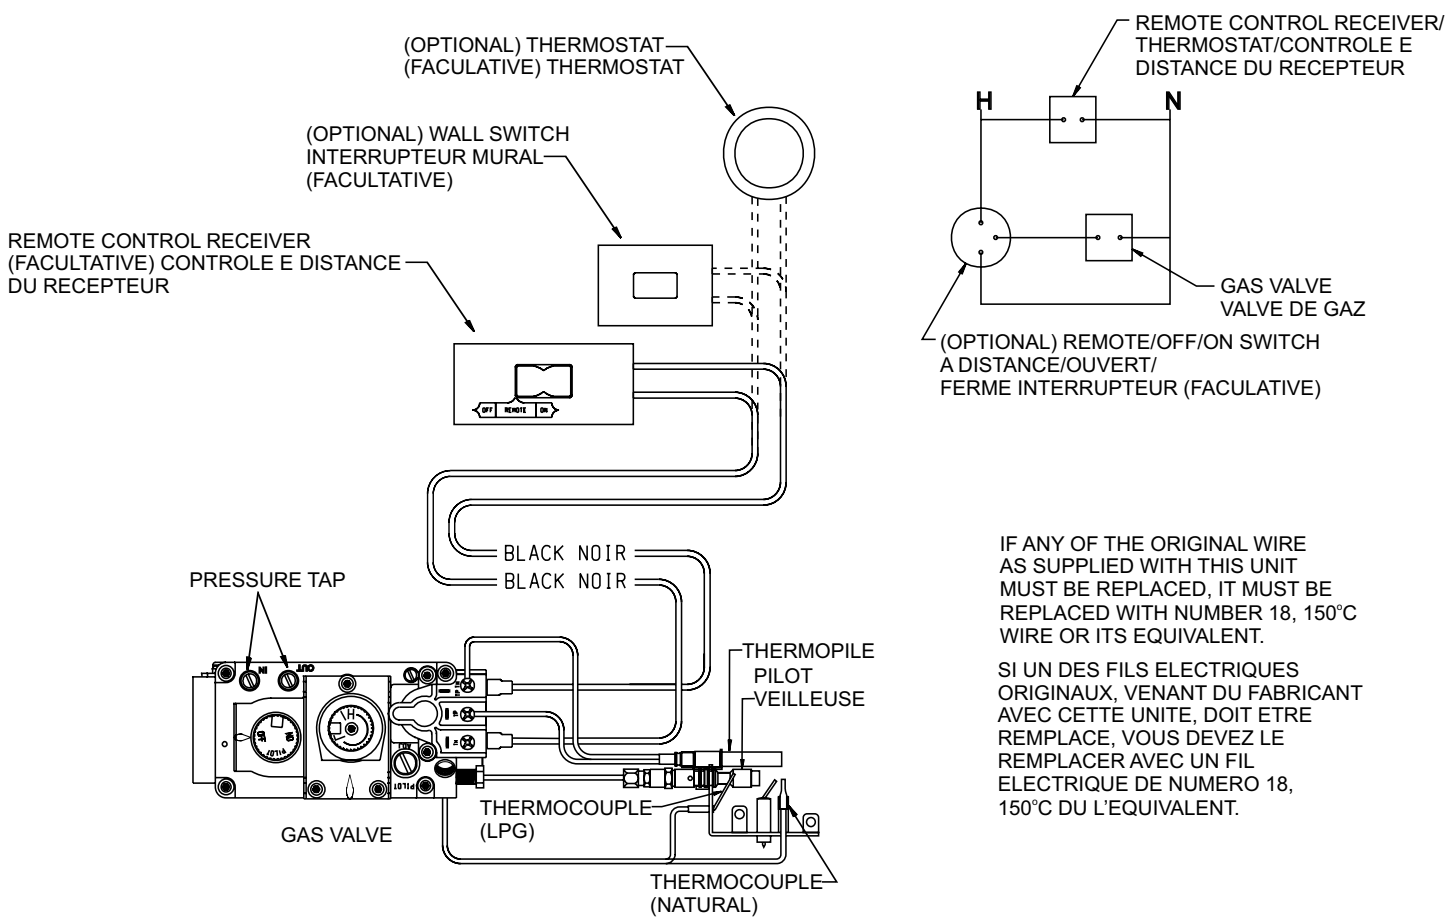 (OPTIONAL) THERMOSTAT
(FACULATIVE) THERMOSTAT
(OPTIONAL) WALL SWITCH
INTERRUPTEUR MURAL
(FACULTATIVE)
REMOTE CONTROL RECEIVER
(FACULTATIVE) CONTROLE E DISTANCE
DU RECEPTEUR
OFF REMOTE ON
REMOTE CONTROL RECEIVER/
THERMOSTAT/CONTROLE E
DISTANCE DU RECEPTEUR
H N
GAS VALVE
VALVE DE GAZ
(OPTIONAL) REMOTE/OFF/ON SWITCH
A DISTANCE/OUVERT/
FERME INTERRUPTEUR (FACULATIVE)
BLACK NOIR
BLACK NOIR
PRESSURE TAP
IN OUT
OFF PILOT ON
H
PILOT
THERMOPILE
PILOT
VEILLEUSE
THERMOCOUPLE
(LPG)
GAS VALVE
THERMOCOUPLE
(NATURAL)
IF ANY OF THE ORIGINAL WIRE
AS SUPPLIED WITH THIS UNIT
MUST BE REPLACED, IT MUST BE
REPLACED WITH NUMBER 18, 150°C
WIRE OR ITS EQUIVALENT.
SI UN DES FILS ELECTRIQUES
ORIGINAUX, VENANT DU FABRICANT
AVEC CETTE UNITE, DOIT ETRE
REMPLACE, VOUS DEVEZ LE
REMPLACER AVEC UN FIL
ELECTRIQUE DE NUMERO 18,
150°C DU L'EQUIVALENT.